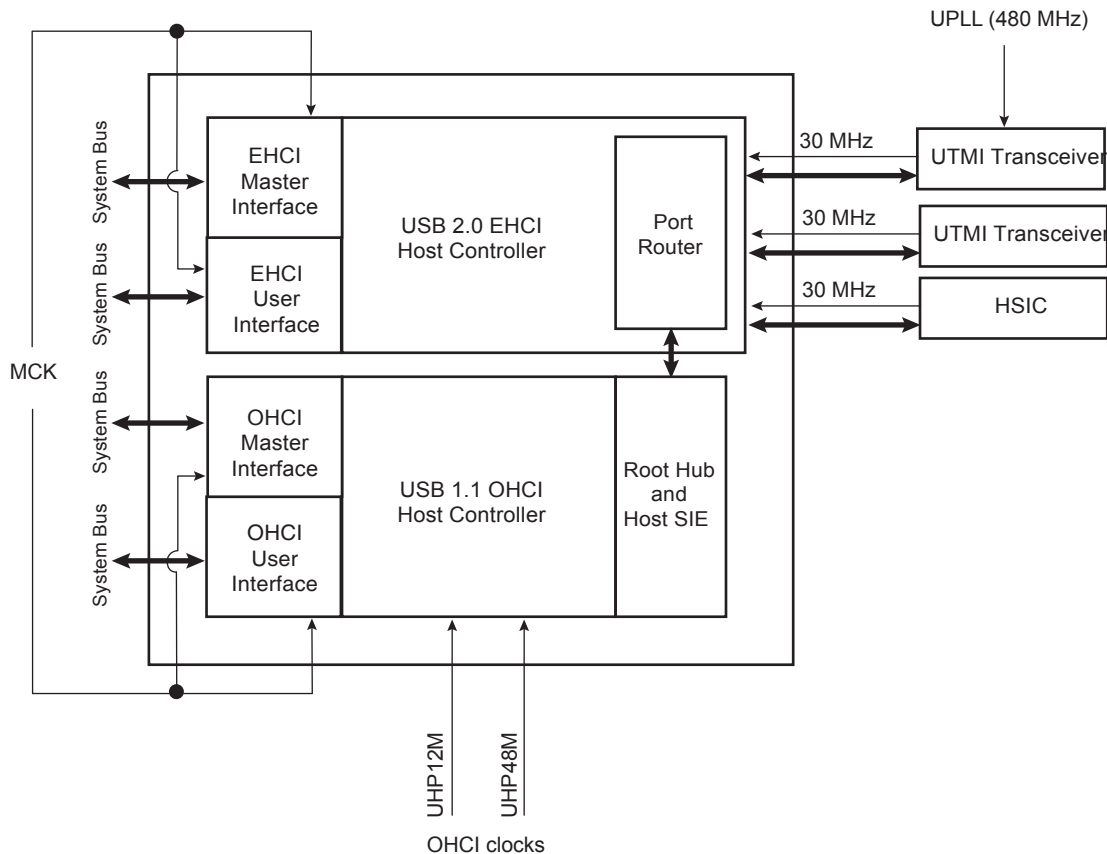 UPLL (480 MHz)
System Bus
EHCI
Master
Interface
USB 2.0 EHCI
Host Controller
Port
Router
30 MHz
UTMI Transceiver
System Bus
EHCI
User
Interface
30 MHz
UTMI Transceiver
30 MHz
HSIC
MCK
System Bus
OHCI
Master
Interface
USB 1.1 OHCI
Host Controller
Root Hub
and
Host SIE
System Bus
OHCI
User
Interface
UHP12M
UHP48M
OHCI clocks